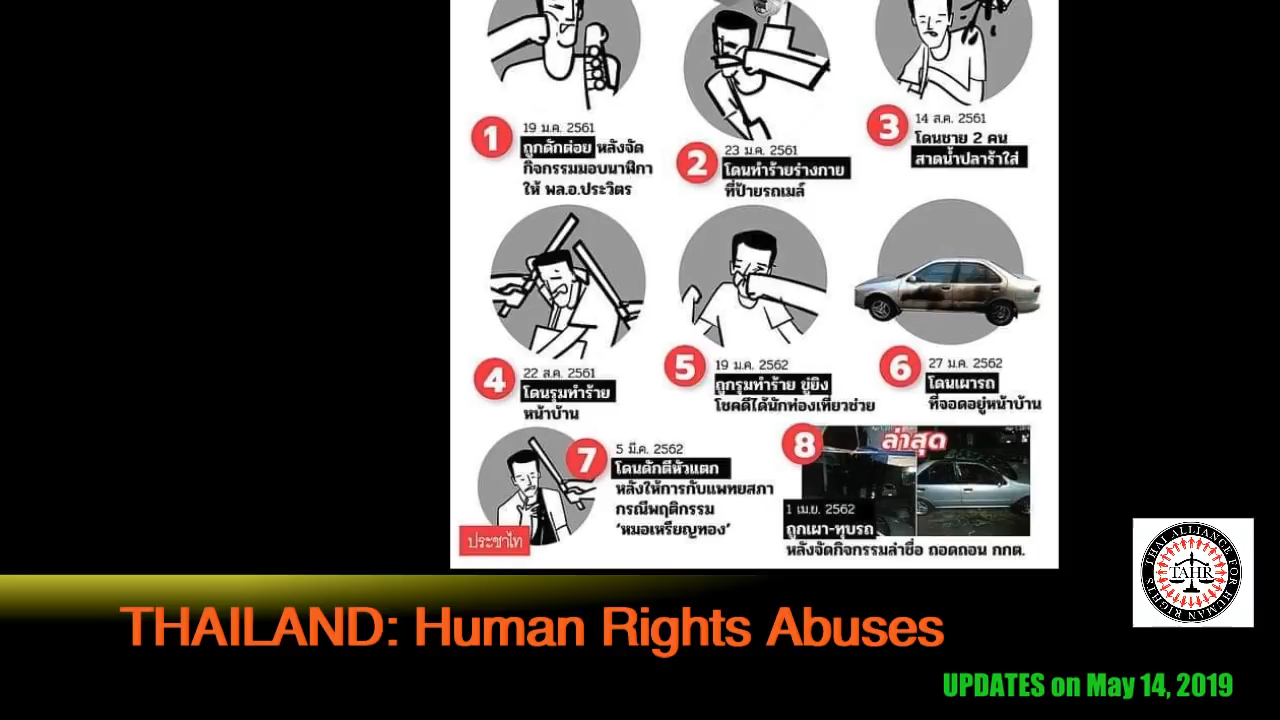 1
19 ม.ค. 2561
ถูกดักต่อย หลังจัด
กิจกรรมมอบนาฬิกา
ให้ พล.อ.ประวิตร
2
23 ม.ค. 2561
โดนทำร้ายร่างกาย
ที่ป้ายรถเมล์
3
14 ส.ค. 2561
โดนชาย 2 คน
สาดน้ำปลาร้าใส่
4
22 ส.ค. 2561
โดนรุมทำร้าย
หน้าบ้าน
5
19 ม.ค. 2562
ถูกรุมทำร้าย ขู่ยิง
โชคดีได้นักท่องเที่ยวช่วย
6
27 ม.ค. 2562
โดนเผารถ
ที่จอดอยู่หน้าบ้าน
7
5 มี.ค. 2562
โดนดักตีหัวแตก
หลังให้การกับแพทยสภา
กรณีพฤติกรรม
‘หมอเหรียญทอง’
8
ล่าสุด
1 เม.ย. 2562
ถูกเผา-ทุบรถ
หลังจัดกิจกรรมล่าชื่อ ถอดถอน กกต.
ประชาไท
THAI ALLIANCE FOR HUMAN RIGHTS
TAHR
THAILAND: Human Rights Abuses
UPDATES on May 14, 2019